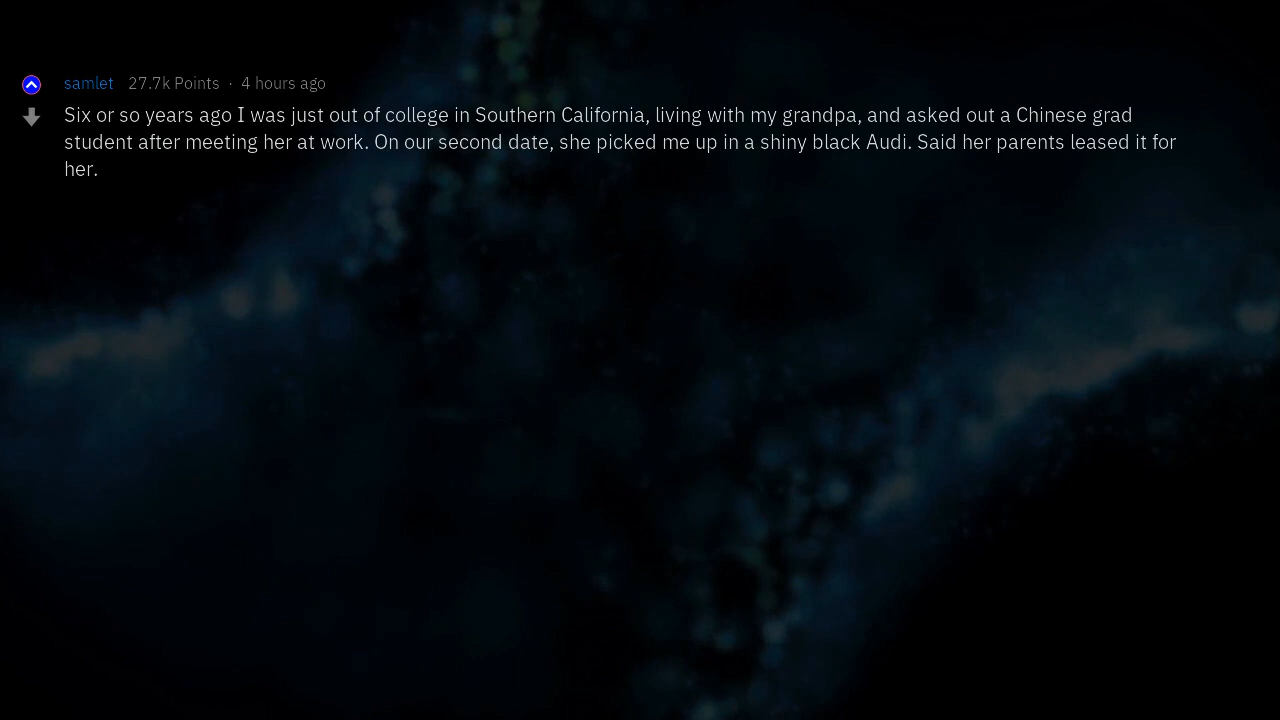 samlet 27.7k Points · 4 hours ago
Six or so years ago I was just out of college in Southern California, living with my grandpa, and asked out a Chinese grad
student after meeting her at work. On our second date, she picked me up in a shiny black Audi. Said her parents leased it for
her.